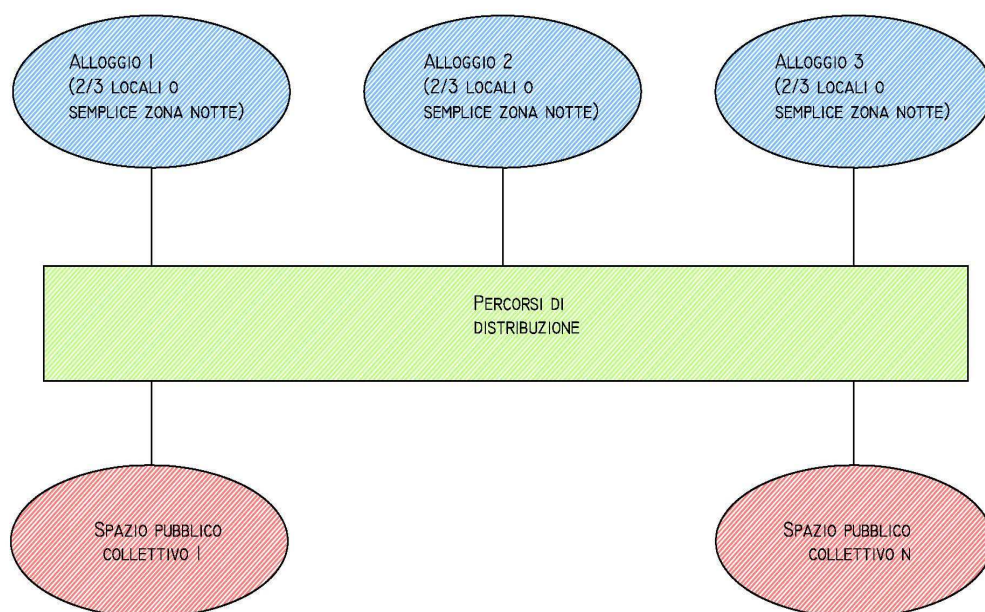 Alloggio 1
(2/3 locali o
semplice zona notte)
Alloggio 2
(2/3 locali o
semplice zona notte)
Alloggio 3
(2/3 locali o
semplice zona notte)
Percorsi di
distribuzione
Spazio pubblico
collettivo 1
Spazio pubblico
collettivo N